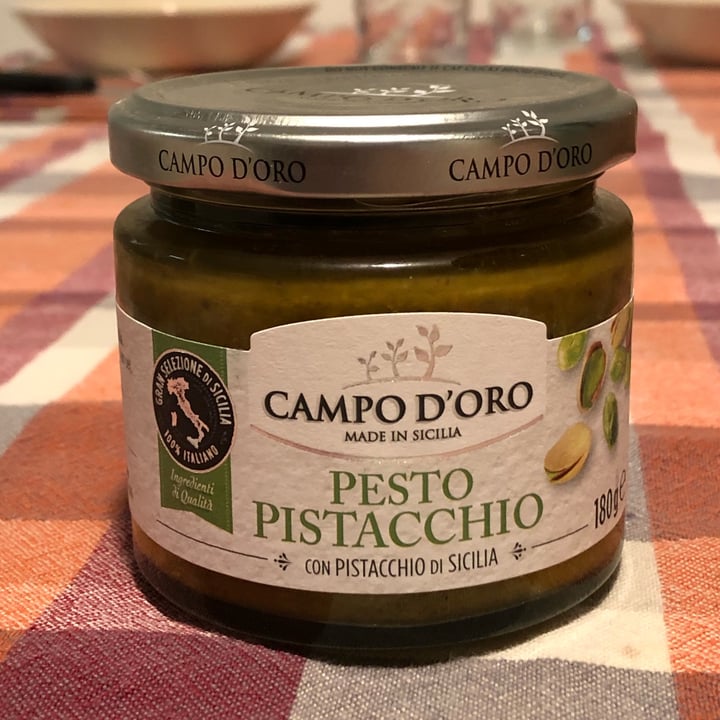 CAMPO D'ORO
CAMPO D'ORO
GRAN SELEZIONE DI SICILIA
100% ITALIANO
Ingredienti
di Qualità
CAMPO D'ORO
MADE IN SICILIA
PESTO
PISTACCHIO
CON PISTACCHIO DI SICILIA
180g e